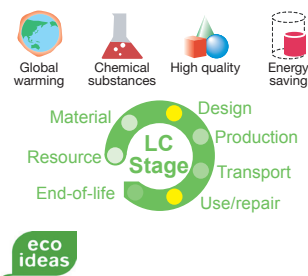 Global
warming
Chemical
substances
High quality
Energy
saving
Material
Design
Production
Resource
LC
Stage
Transport
End-of-life
Use/repair
eco
ideas